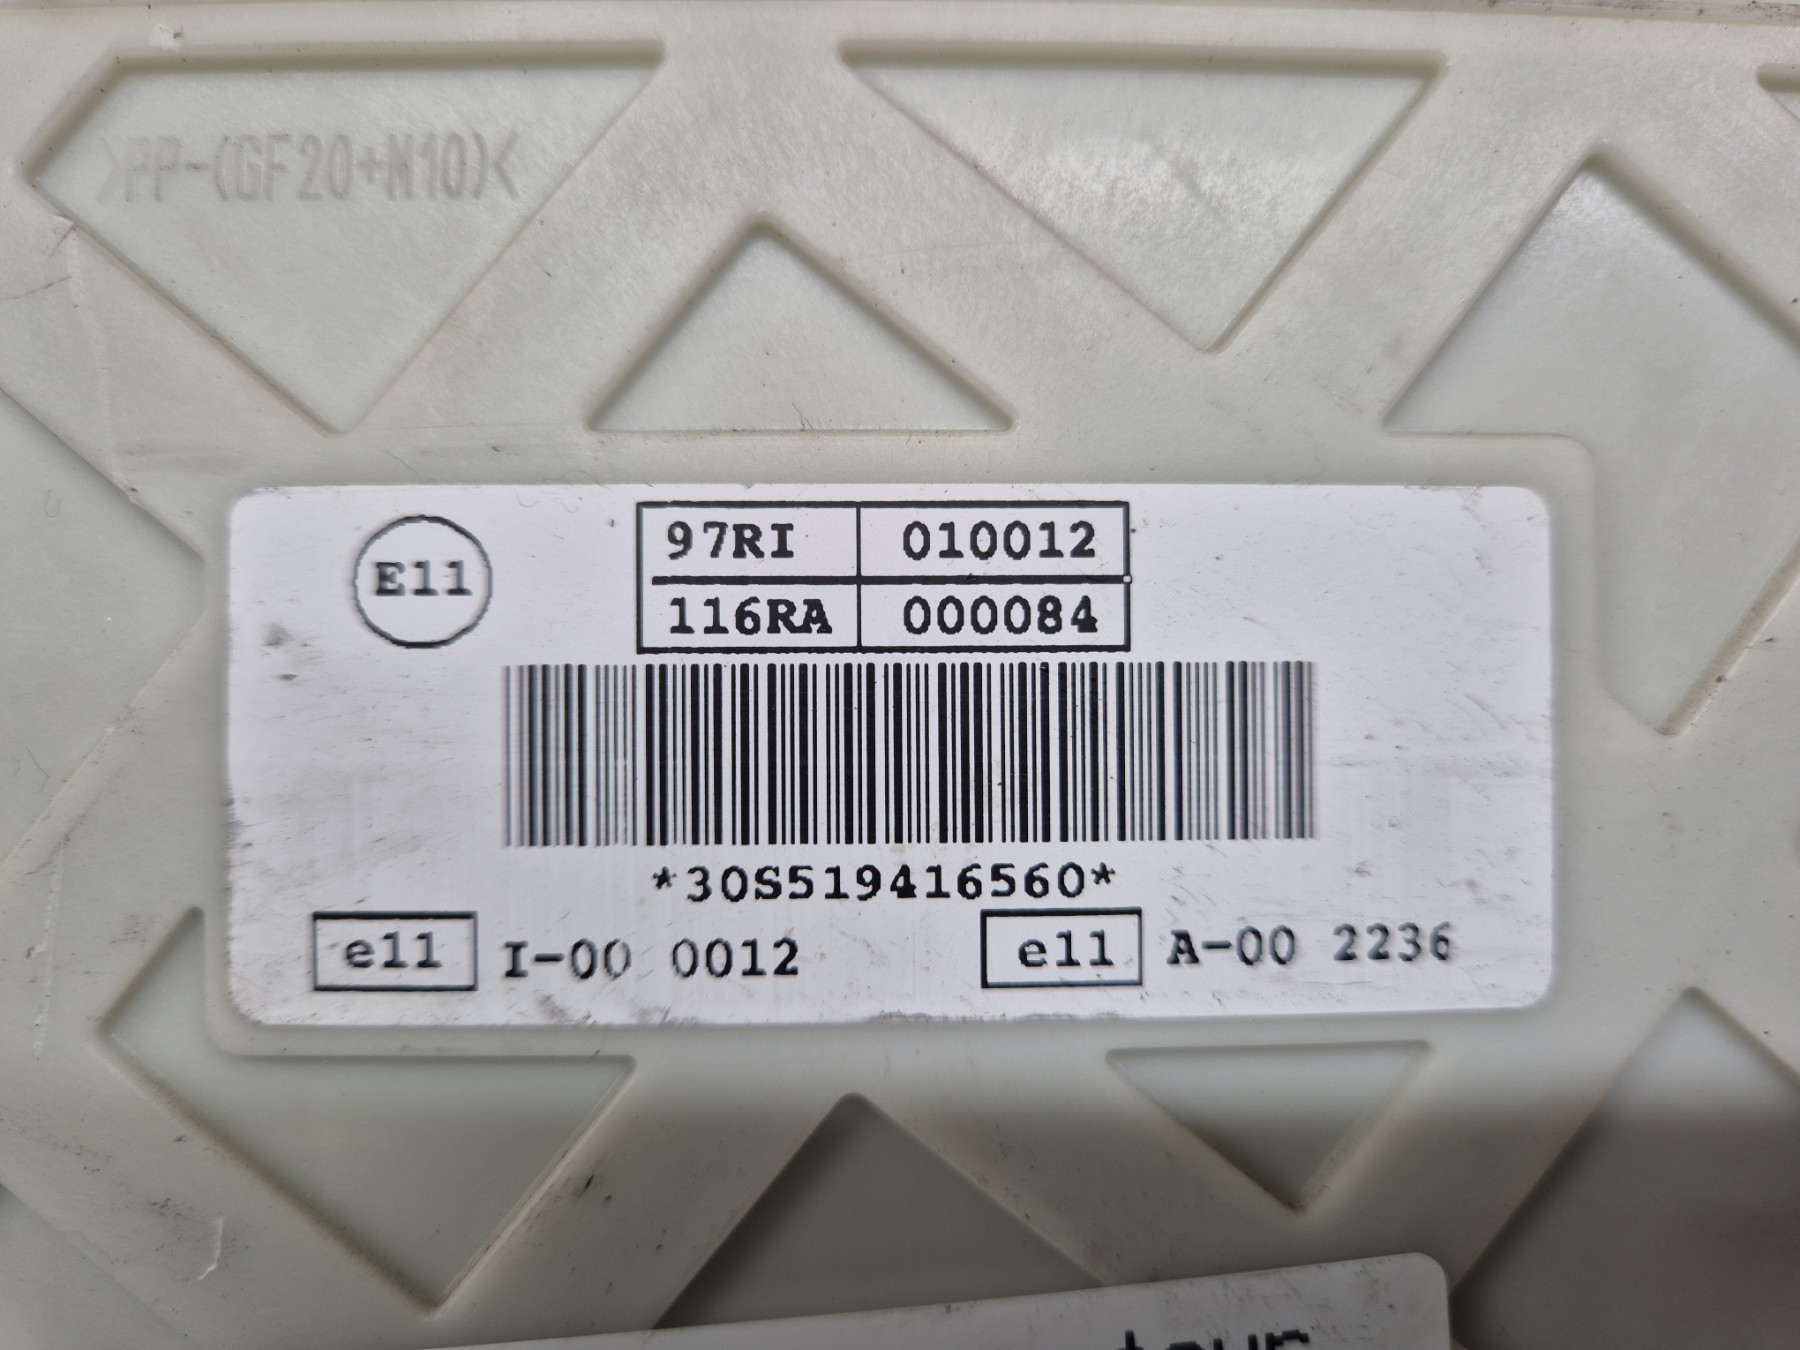 >PP-(GF20+M10)<
E11
97RI 010012
116RA 000084
*30S519416560*
e11 I-00 0012 e11 A-00 2236